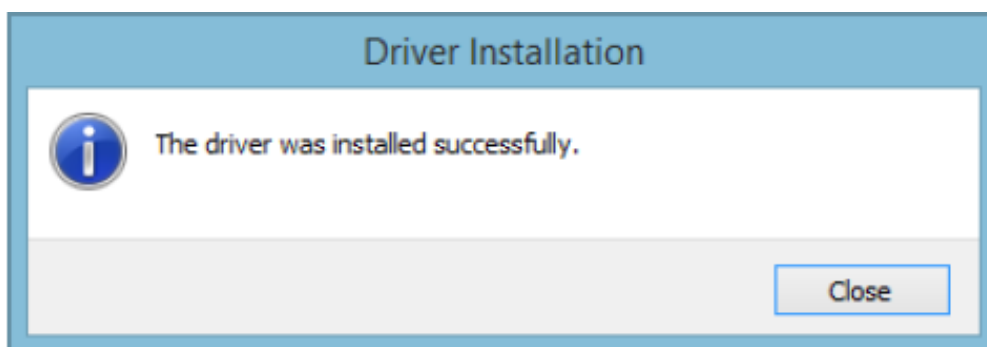 Driver Installation
The driver was installed successfully.
Close